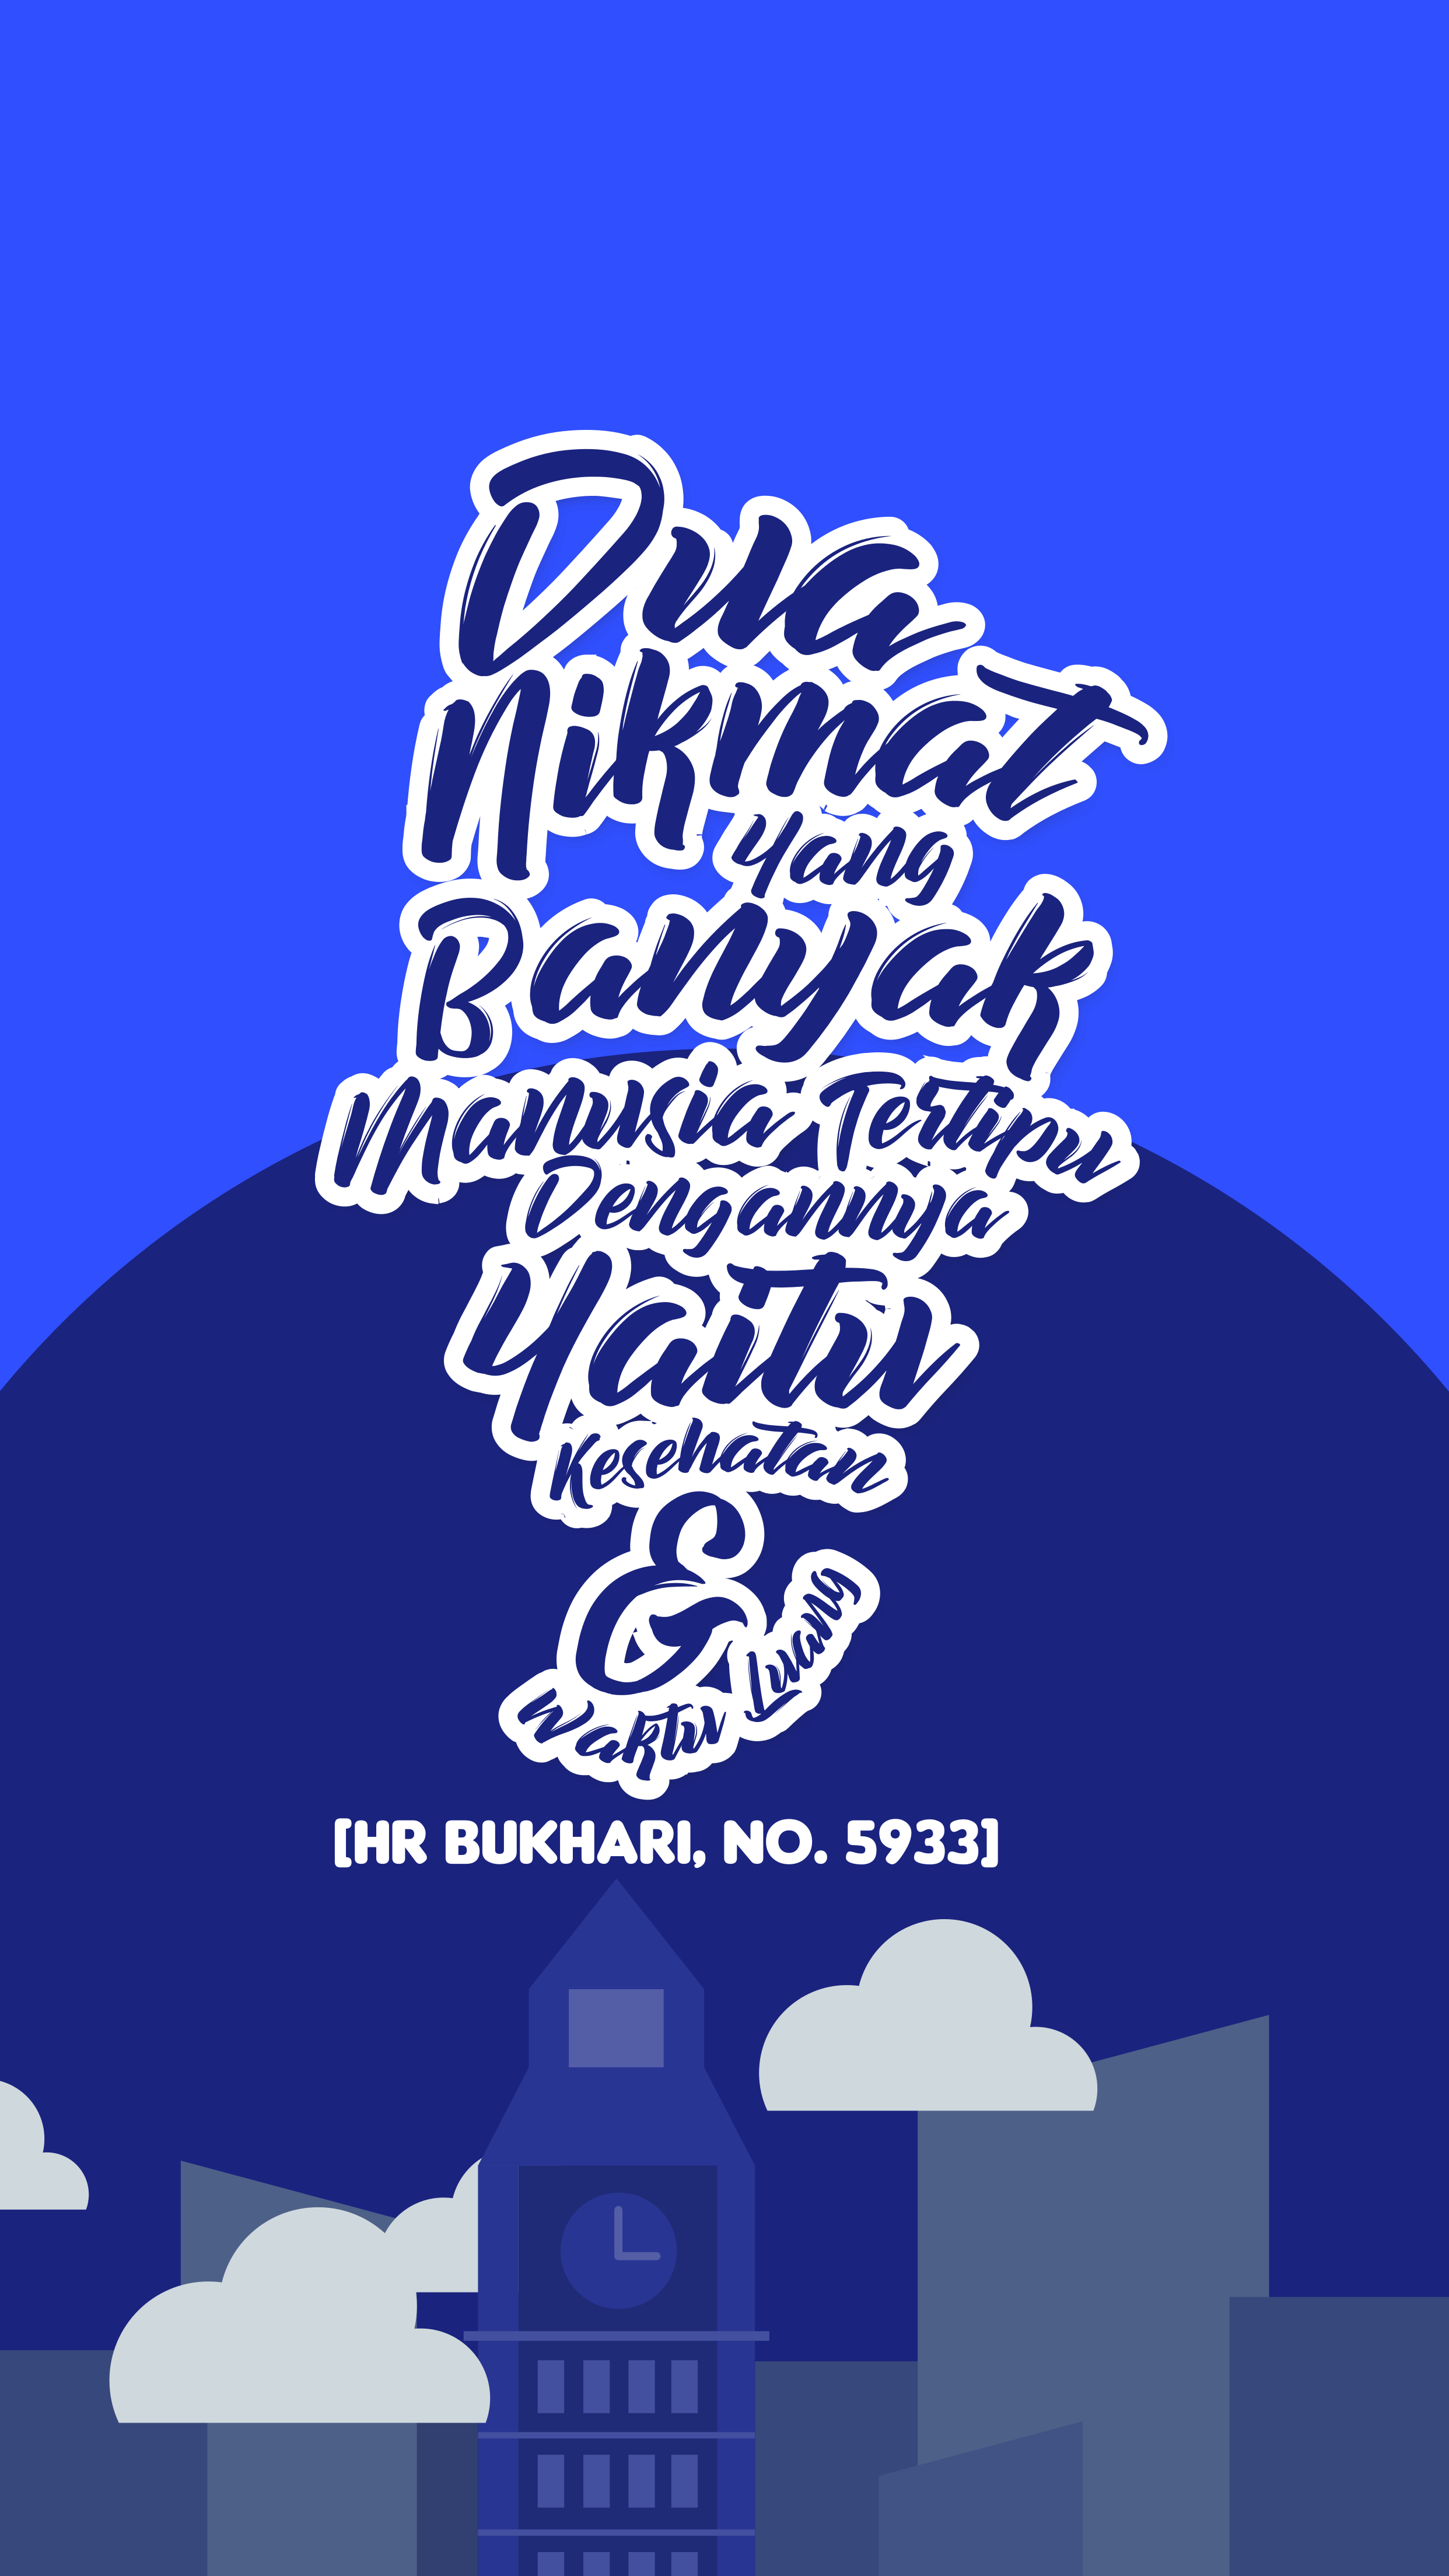 Dua
Nikmat
Yang
Banyak
Manusia Tertipu
Dengannya
Yaitu
Kesehatan
&
Waktu Luang
[HR BUKHARI, NO. 5933]